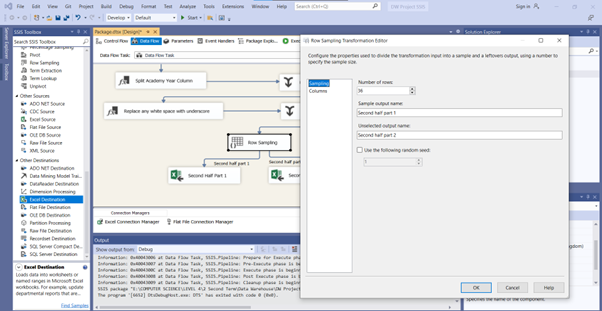 File Edit View Git Project Build Debug Format Test Analyze Tools Extensions Window Help
Search (Ctrl+Q)
DW Project SSIS
Sign in
Develop
Default
Start
SSIS Toolbox
Percentage Sampling
Pivot
Row Sampling
Term Extraction
Term Lookup
Unpivot
Other Sources
ADO NET Source
CDC Source
Excel Source
Flat File Source
OLE DB Source
Raw File Source
XML Source
Other Destinations
ADO NET Destination
Data Mining Model Trai...
DataReader Destination
Dimension Processing
Excel Destination
Flat File Destination
OLE DB Destination
Partition Processing
Raw File Destination
Recordset Destination
SQL Server Compact De...
SQL Server Destination
Excel Destination
Loads data into worksheets or
named ranges in Microsoft Excel
workbooks. For example, update
departmental reports that are...
Find Samples
Server Explorer
Toolbox
Package.dtsx [Design]*
Control Flow
Data Flow
Parameters
Event Handlers
Package Explo...
Data Flow Task:
Data Flow Task
Split Academy Year Column
Replace any white space with underscore
Row Sampling
Second half part 1
Second half part
Second Half Part 1
Connection Managers
Excel Connection Manager
Flat File Connection Manager
Output
Show output from:
Debug
Information: 0x40043006 at Data Flow Task, SSIS.Pipeline: Prepare for Execute phase
Information: 0x40043007 at Data Flow Task, SSIS.Pipeline: Pre-Execute phase is begin
Information: 0x4004300C at Data Flow Task, SSIS.Pipeline: Execute phase is beginning
Information: 0x40043008 at Data Flow Task, SSIS.Pipeline: Post Execute phase is begi
Information: 0x40043009 at Data Flow Task, SSIS.Pipeline: Cleanup phase is beginning
SSIS package "E:\COMPUTER SCIENCE\LEVEL 4\2 Second Term\Data Warehouse\DW Project
The program '[6652] DtsDebugHost.exe: DTS' has exited with code 0 (0x0).
Solution Explorer
Row Sampling Transformation Editor
Configure the properties used to divide the transformation input into a sample and a leftovers output, using a number to
specify the sample size.
Sampling
Columns
Number of rows:
36
Sample output name:
Second half part 1
Unselected output name:
Second half part 2
Use the following random seed:
1
OK
Cancel
Help
Specifies the name of the component.